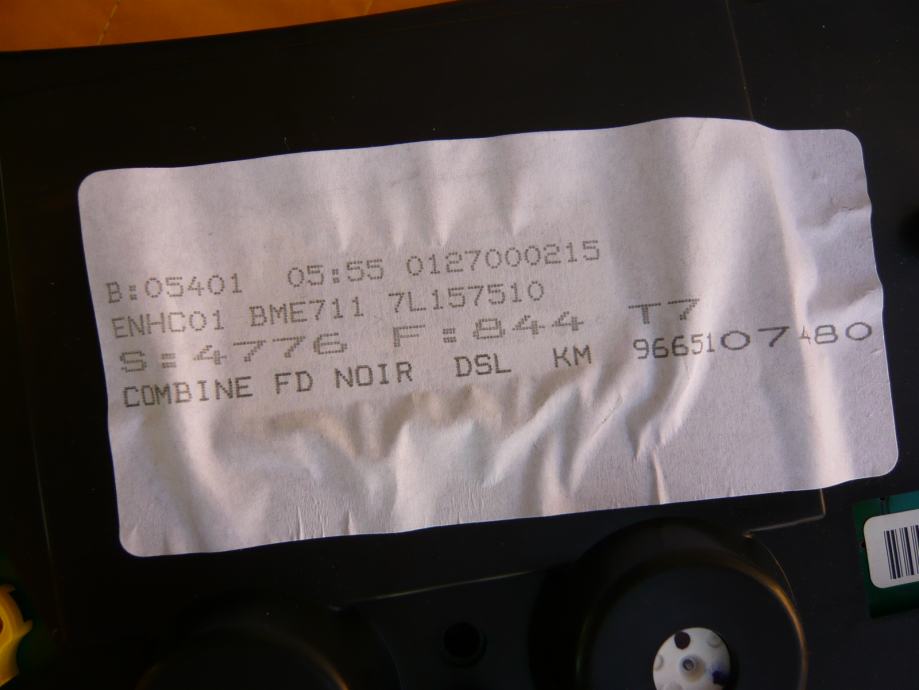 B:05401 05:55 0127000215
ENHC01 BME711 7L157510
S:4776 F:844 T7
COMBINE FD NOIR DSL KM 9665107480